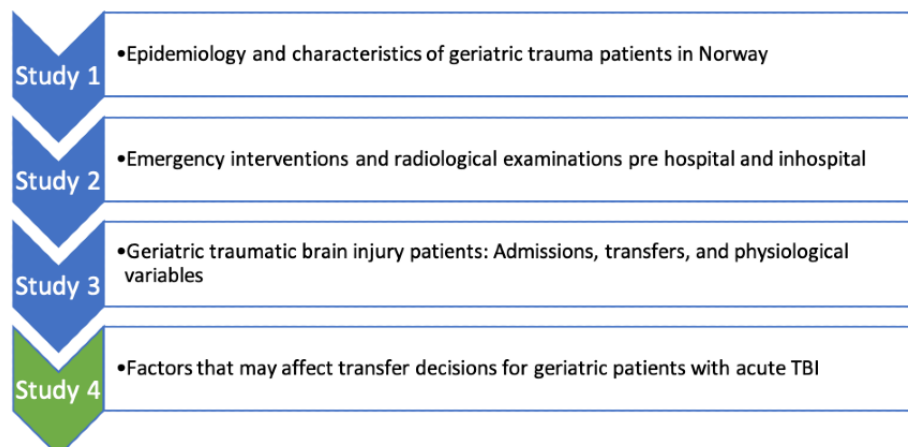 Study 1
•Epidemiology and characteristics of geriatric trauma patients in Norway
Study 2
•Emergency interventions and radiological examinations pre hospital and inhospital
Study 3
•Geriatric traumatic brain injury patients: Admissions, transfers, and physiological
variables
Study 4
•Factors that may affect transfer decisions for geriatric patients with acute TBI